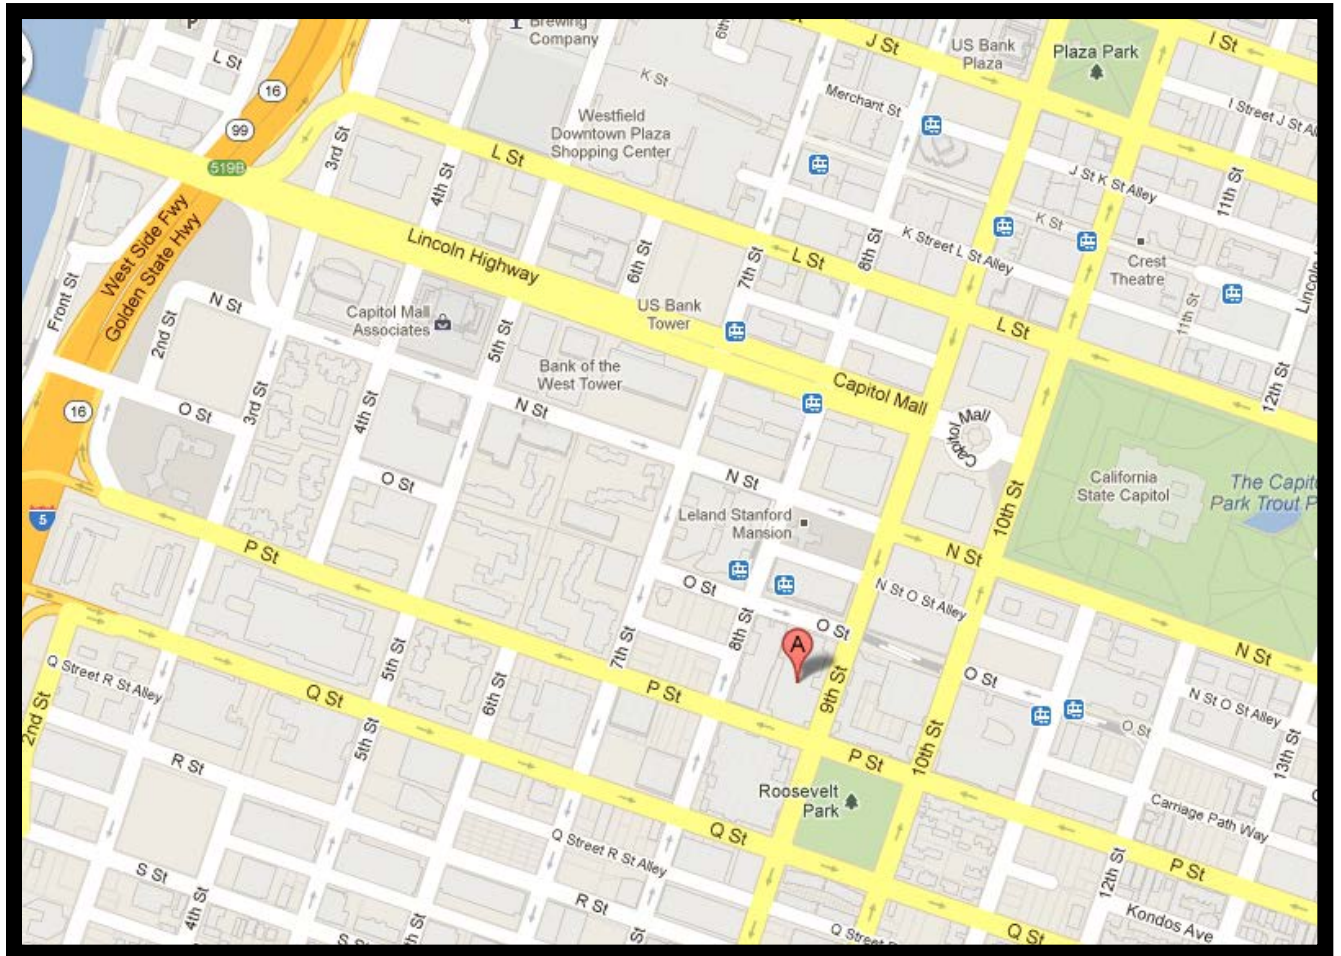 Brewing
Company
6th
J St
US Bank
Plaza
Plaza Park
I St
L St
16
K St
Merchant St
I Street J St Al
99
Westfield
Downtown Plaza
Shopping Center
3rd St
L St
519B
4th St
J St K St Alley
11th St
K St
West Side Fwy
Golden State Hwy
Lincoln Highway
6th St
7th St
L St
8th St
K Street L St Alley
Crest
Theatre
Lincoln
Front St
N St
2nd St
Capitol Mall
Associates
5th St
US Bank
Tower
L St
11th St
Bank of the
West Tower
Capitol Mall
12th St
16
O St
3rd St
4th St
N St
Capitol Mall
5
O St
N St
California
State Capitol
The Capit
Park Trout P
10th St
Leland Stanford
Mansion
P St
N St
O St
N St O St Alley
8th St
O St
A
7th St
5th St
N St
Q Street R St Alley
Q St
6th St
P St
9th St
O St
N St O St Alley
2nd St
5th St
10th St
O St
13th St
R St
P St
Roosevelt
Park
Carriage Path Way
Q St
Q Street R St Alley
P St
12th St
S St
4th St
R St
Kondos Ave
S St
th St
St
Q Street
Q St